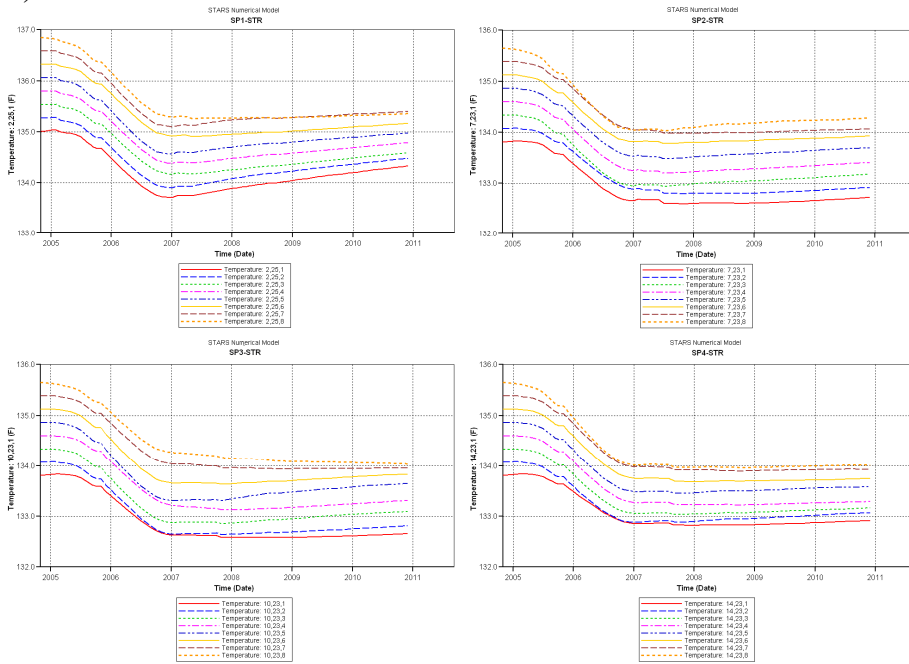 STARS Numerical Model
SP1-STR
137.0
136.0
135.0
134.0
133.0
Temperature: 2,25,1 (F)
2005 2006 2007 2008 2009 2010 2011
Time (Date)
Temperature: 2,25,1
Temperature: 2,25,2
Temperature: 2,25,3
Temperature: 2,25,4
Temperature: 2,25,5
Temperature: 2,25,6
Temperature: 2,25,7
Temperature: 2,25,8
STARS Numerical Model
SP2-STR
136.0
135.0
134.0
133.0
132.0
Temperature: 7,23,1 (F)
2005 2006 2007 2008 2009 2010 2011
Time (Date)
Temperature: 7,23,1
Temperature: 7,23,2
Temperature: 7,23,3
Temperature: 7,23,4
Temperature: 7,23,5
Temperature: 7,23,6
Temperature: 7,23,7
Temperature: 7,23,8
STARS Numerical Model
SP3-STR
136.0
135.0
134.0
133.0
132.0
Temperature: 10,23,1 (F)
2005 2006 2007 2008 2009 2010 2011
Time (Date)
Temperature: 10,23,1
Temperature: 10,23,2
Temperature: 10,23,3
Temperature: 10,23,4
Temperature: 10,23,5
Temperature: 10,23,6
Temperature: 10,23,7
Temperature: 10,23,8
STARS Numerical Model
SP4-STR
136.0
135.0
134.0
133.0
132.0
Temperature: 14,23,1 (F)
2005 2006 2007 2008 2009 2010 2011
Time (Date)
Temperature: 14,23,1
Temperature: 14,23,2
Temperature: 14,23,3
Temperature: 14,23,4
Temperature: 14,23,5
Temperature: 14,23,6
Temperature: 14,23,7
Temperature: 14,23,8